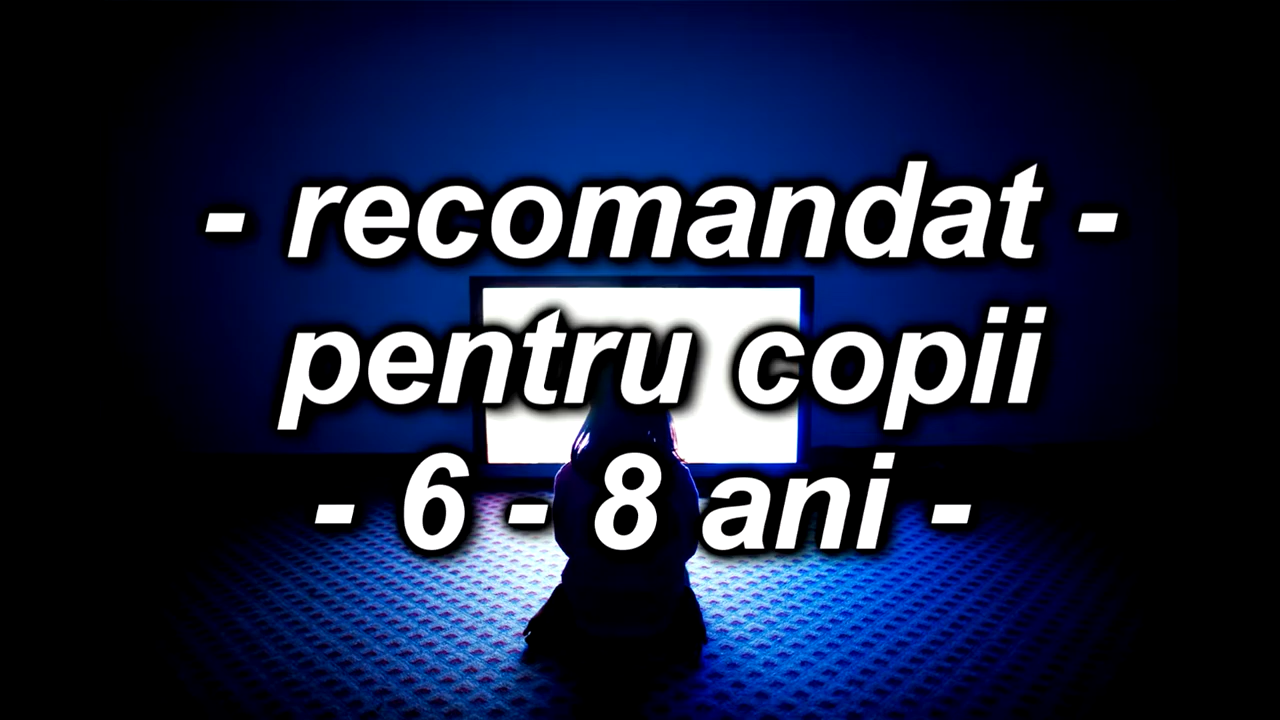 - recomandat -
pentru copii
- 6 - 8 ani -